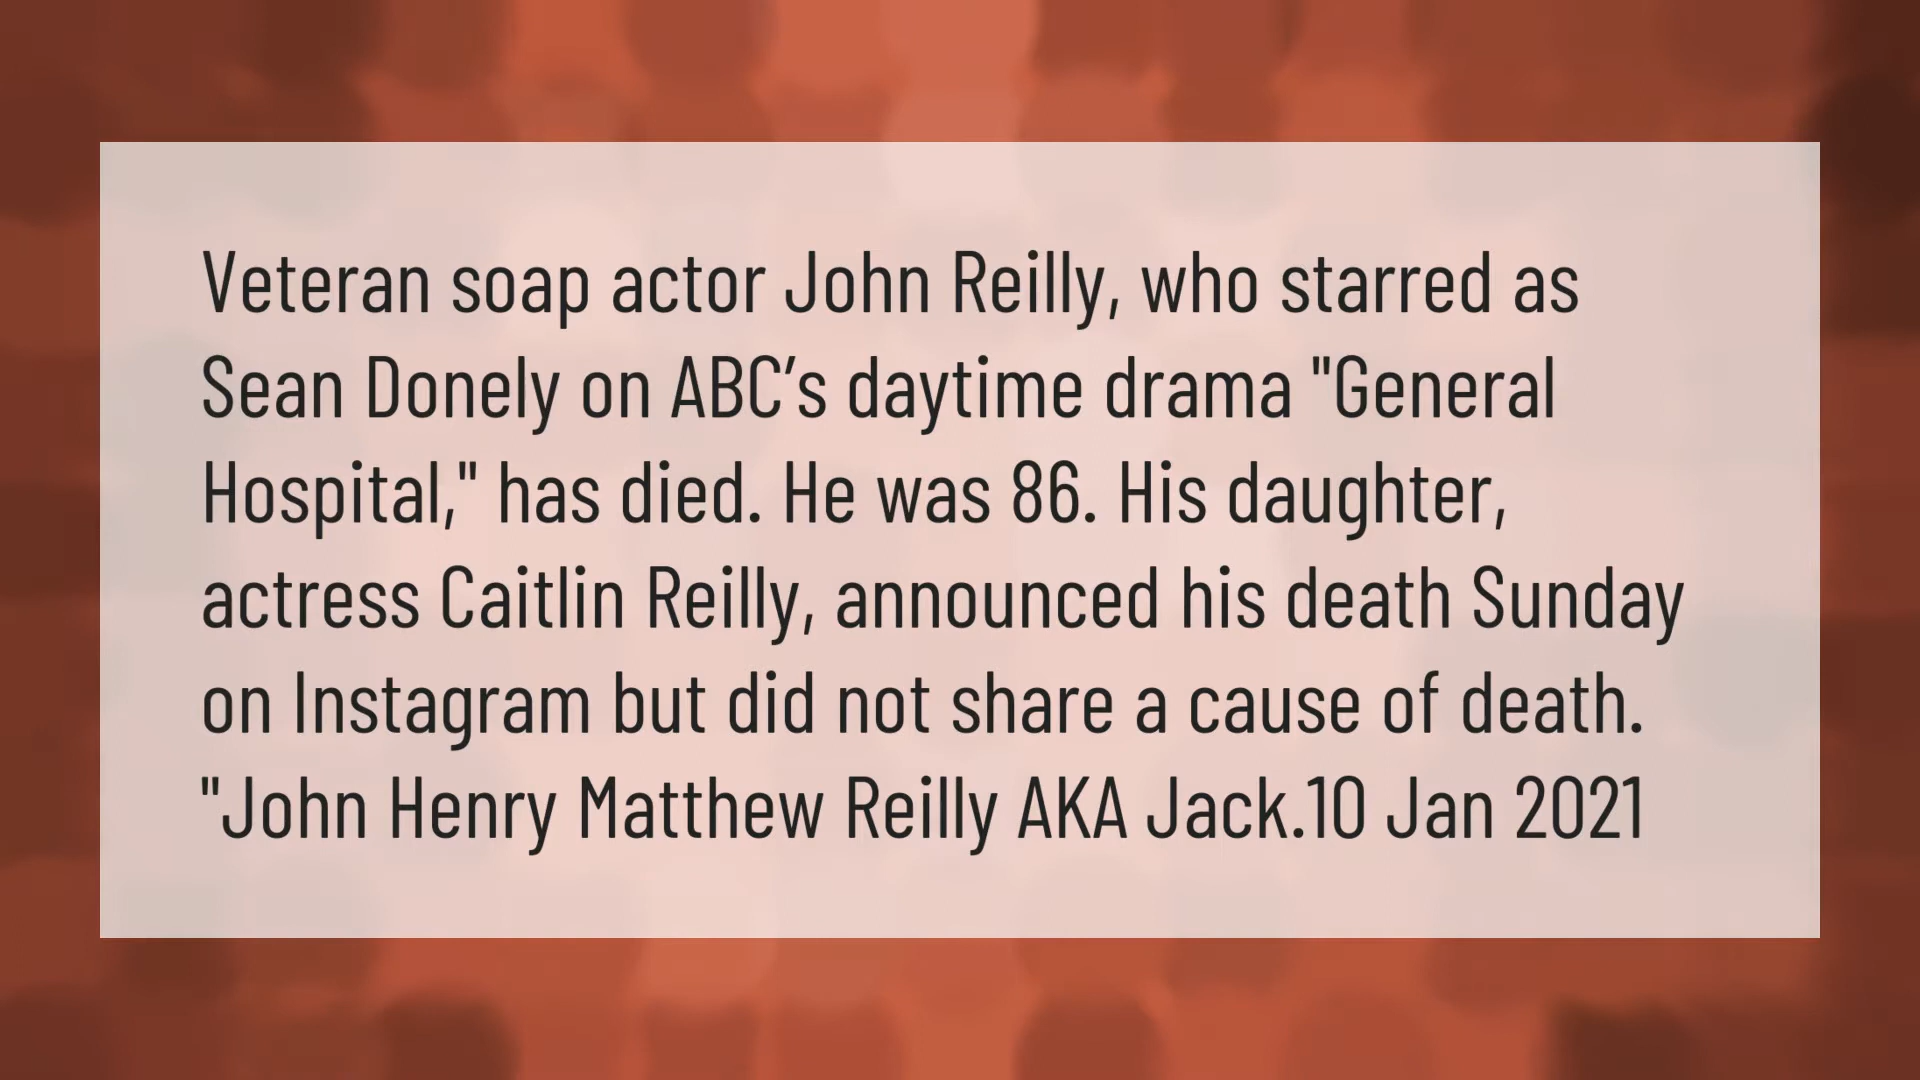 Veteran soap actor John Reilly, who starred as
Sean Donely on ABC’s daytime drama "General
Hospital," has died. He was 86. His daughter,
actress Caitlin Reilly, announced his death Sunday
on Instagram but did not share a cause of death.
"John Henry Matthew Reilly AKA Jack.10 Jan 2021